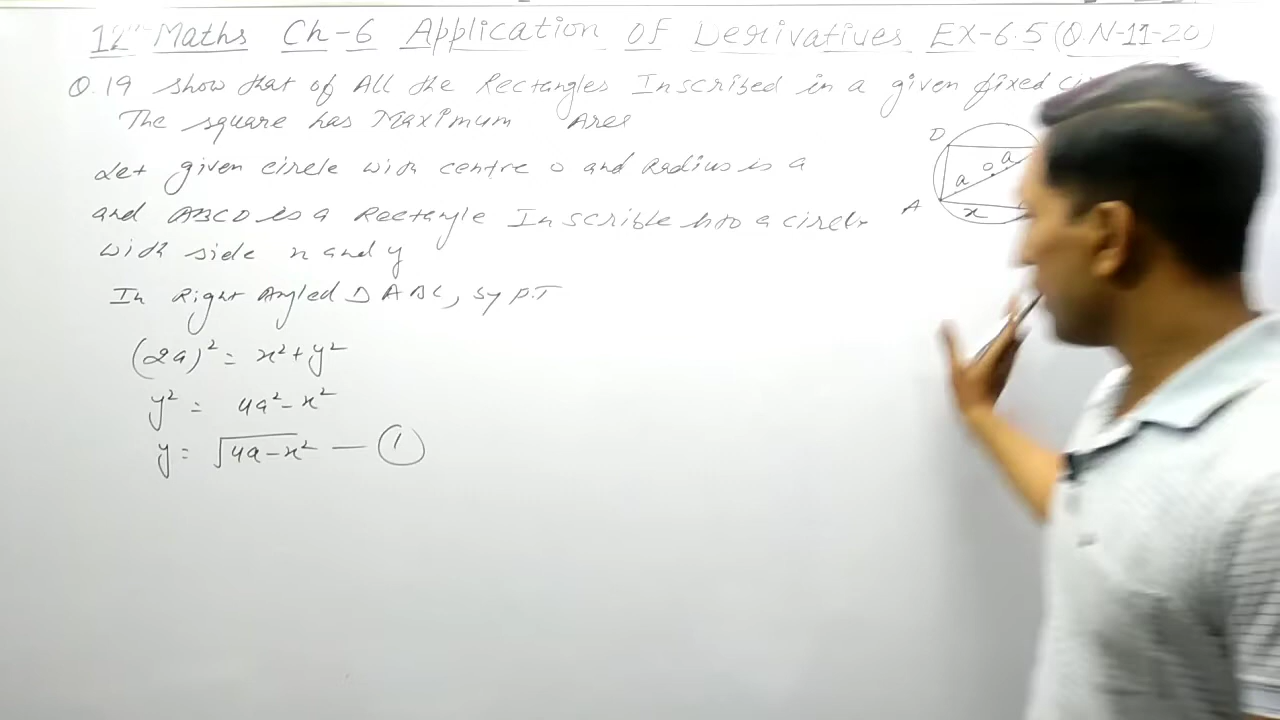 12th Maths Ch-6 Application OF Derivatives EX-6.5 (Q.N-11-20)
Q.19 show that of All the Rectangles Inscribed in a given fixed
The square has Maximum Area
Let given circle with centre O and Radius is a
and ABCD is a Rectangle Inscrible into a circle
with side x and y
In Right Angled Δ ABC, by P.T
(2a)² = x² + y²
y² = 4a² - x²
y = √4a-x² — ①
D
a
O
a
A
x